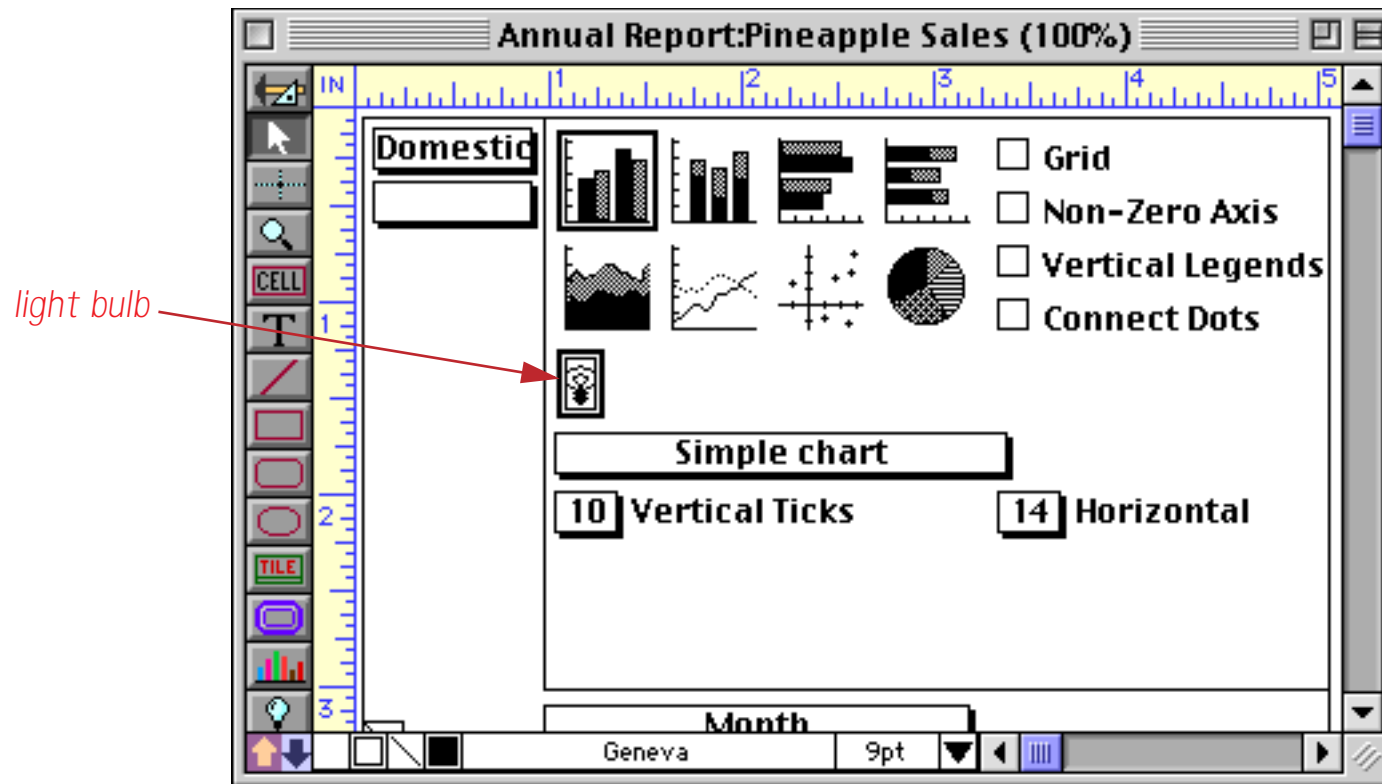 Annual Report:Pineapple Sales (100%)
IN 1 2 3 4 5
Domestic
Grid
Non-Zero Axis
CELL
Vertical Legends
light bulb
T
1
Connect Dots
Simple chart
2
10 Vertical Ticks 14 Horizontal
TILE
3
Month
Geneva 9pt